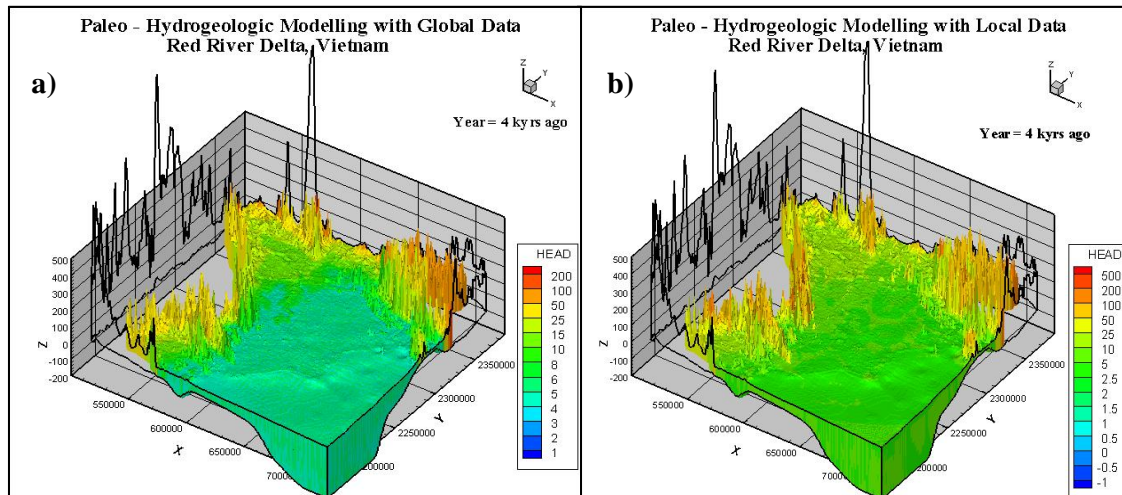 Paleo - Hydrogeologic Modelling with Global Data
Red River Delta, Vietnam
a)
Z
Y
X
Year = 4 kyrs ago
500
400
300
200
100
0
-100
-200
Z
550000
600000
650000
7000
X
200000
2250000
2300000
2350000
Y
HEAD
200
100
50
25
15
10
8
6
5
4
3
2
1
Paleo - Hydrogeologic Modelling with Local Data
Red River Delta, Vietnam
b)
Z
Y
X
Year = 4 kyrs ago
500
400
300
200
100
0
-100
-200
Z
550000
600000
650000
7000
X
200000
2250000
2300000
2350000
Y
HEAD
500
200
100
50
25
5
2.5
2
1.5
1
0.5
0
-0.5
-1